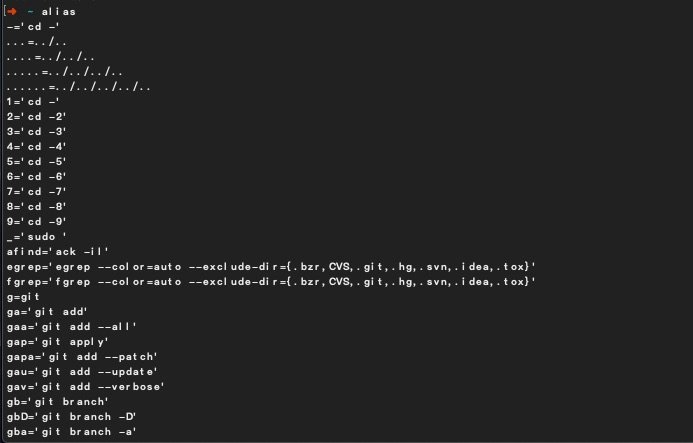 [➜ ~ alias
-='cd -'
...=../..
....=../../..
.....=../../../..
......=../../../../..
1='cd -'
2='cd -2'
3='cd -3'
4='cd -4'
5='cd -5'
6='cd -6'
7='cd -7'
8='cd -8'
9='cd -9'
_='sudo '
afind='ack -il'
egrep='egrep --color=auto --exclude-dir={.bzr,CVS,.git,.hg,.svn,.idea,.tox}'
fgrep='fgrep --color=auto --exclude-dir={.bzr,CVS,.git,.hg,.svn,.idea,.tox}'
g=git
ga='git add'
gaa='git add --all'
gap='git apply'
gapa='git add --patch'
gau='git add --update'
gav='git add --verbose'
gb='git branch'
gbD='git branch -D'
gba='git branch -a'